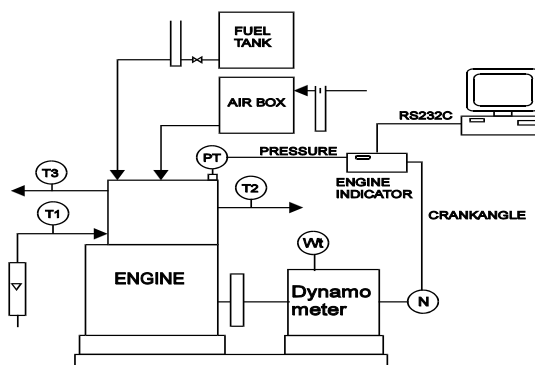 FUEL
TANK
AIR BOX
RS232C
PT
PRESSURE
ENGINE
INDICATOR
T3
T2
T1
CRANKANGLE
Wt
ENGINE
Dynamo
meter
N